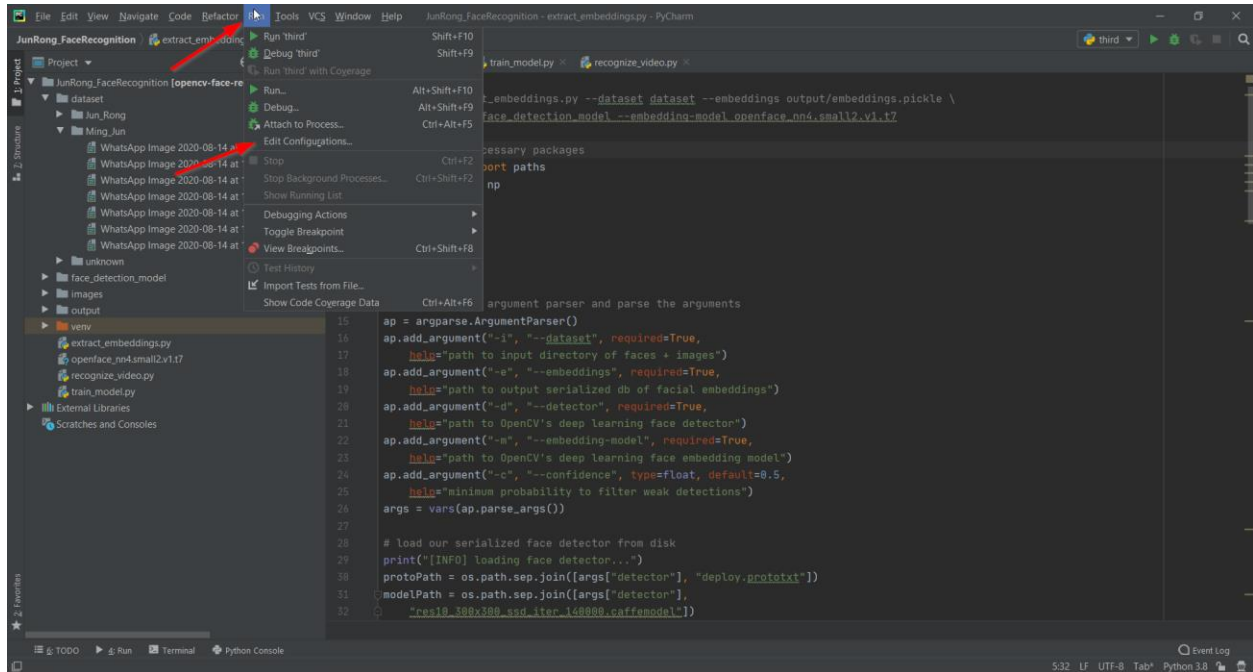 File Edit View Navigate Code Refactor Tools VCS Window Help JunRong_FaceRecognition - extract_embeddings.py - PyCharm
JunRong_FaceRecognition
third
Project
train_model.py
recognize_video.py
1: Project
2: Structure
2: Favorites
JunRong_FaceRecognition [opencv-face-re
dataset
Jun_Rong
Ming_Jun
WhatsApp Image 2020-08-14 at
WhatsApp Image 2020-08-14 at
WhatsApp Image 2020-08-14 at
WhatsApp Image 2020-08-14 at
WhatsApp Image 2020-08-14 at
WhatsApp Image 2020-08-14 at
WhatsApp Image 2020-08-14 at
unknown
face_detection_model
images
output
venv
extract_embeddings.py
openface_nn4.small2.v1.t7
recognize_video.py
train_model.py
External Libraries
Scratches and Consoles
Run 'third' Shift+F10
Debug 'third' Shift+F9
Run 'third' with Coverage
Run... Alt+Shift+F10
Debug... Alt+Shift+F9
Attach to Process... Ctrl+Alt+F5
Edit Configurations...
Stop Ctrl+F2
Stop Background Processes... Ctrl+Shift+F2
Show Running List
Debugging Actions
Toggle Breakpoint
View Breakpoints... Ctrl+Shift+F8
Test History
Import Tests from File...
Show Code Coverage Data Ctrl+Alt+F6
t_embeddings.py --dataset dataset --embeddings output/embeddings.pickle \
face_detection_model --embedding-model openface_nn4.small2.v1.t7
cessary packages
port paths
np
argument parser and parse the arguments
15 ap = argparse.ArgumentParser()
16 ap.add_argument("-i", "--dataset", required=True,
17 help="path to input directory of faces + images")
18 ap.add_argument("-e", "--embeddings", required=True,
19 help="path to output serialized db of facial embeddings")
20 ap.add_argument("-d", "--detector", required=True,
21 help="path to OpenCV's deep learning face detector")
22 ap.add_argument("-m", "--embedding-model", required=True,
23 help="path to OpenCV's deep learning face embedding model")
24 ap.add_argument("-c", "--confidence", type=float, default=0.5,
25 help="minimum probability to filter weak detections")
26 args = vars(ap.parse_args())
27
28 # load our serialized face detector from disk
29 print("[INFO] loading face detector...")
30 protoPath = os.path.sep.join([args["detector"], "deploy.prototxt"])
31 modelPath = os.path.sep.join([args["detector"],
32 "res10_300x300_ssd_iter_140000.caffemodel"])
6: TODO 4: Run Terminal Python Console Event Log
5:32 LF UTF-8 Tab* Python 3.8